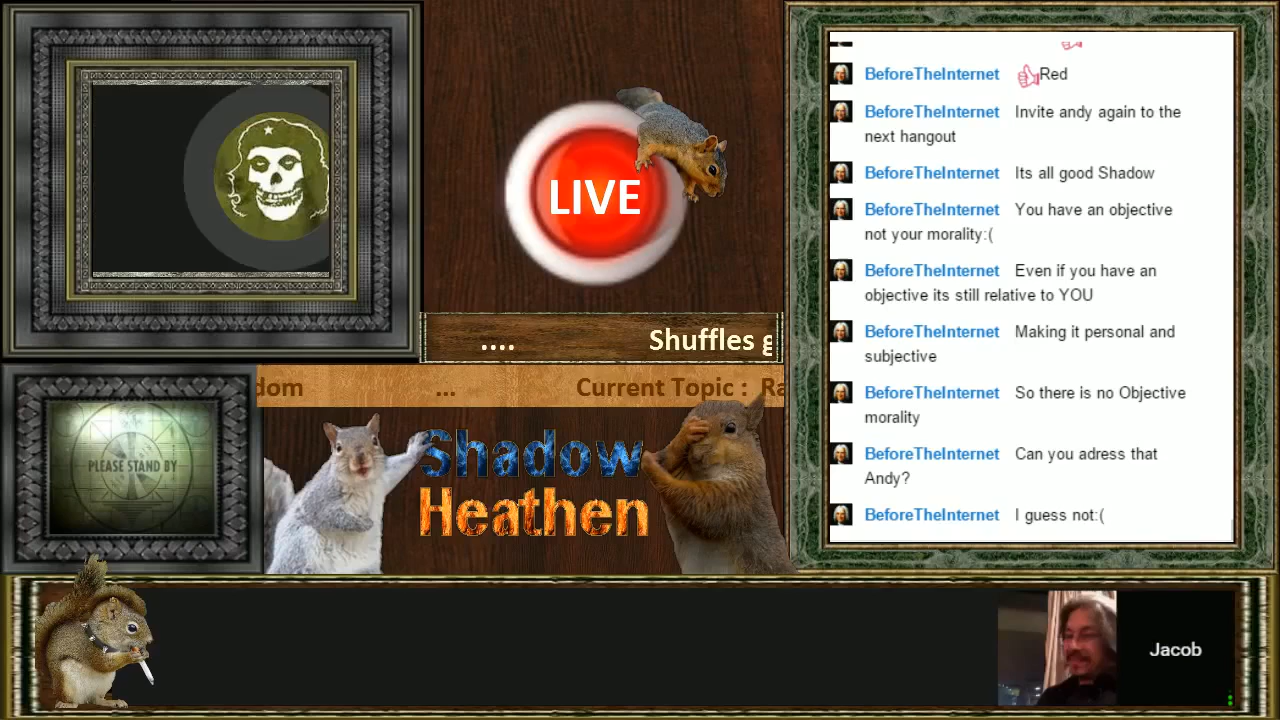 LIVE
.... Shuffles g
dom ... Current Topic : Ra
PLEASE STAND BY
Shadow
Heathen
BeforeTheInternet Red
BeforeTheInternet Invite andy again to the
next hangout
BeforeTheInternet Its all good Shadow
BeforeTheInternet You have an objective
not your morality:(
BeforeTheInternet Even if you have an
objective its still relative to YOU
BeforeTheInternet Making it personal and
subjective
BeforeTheInternet So there is no Objective
morality
BeforeTheInternet Can you adress that
Andy?
BeforeTheInternet I guess not:(
Jacob